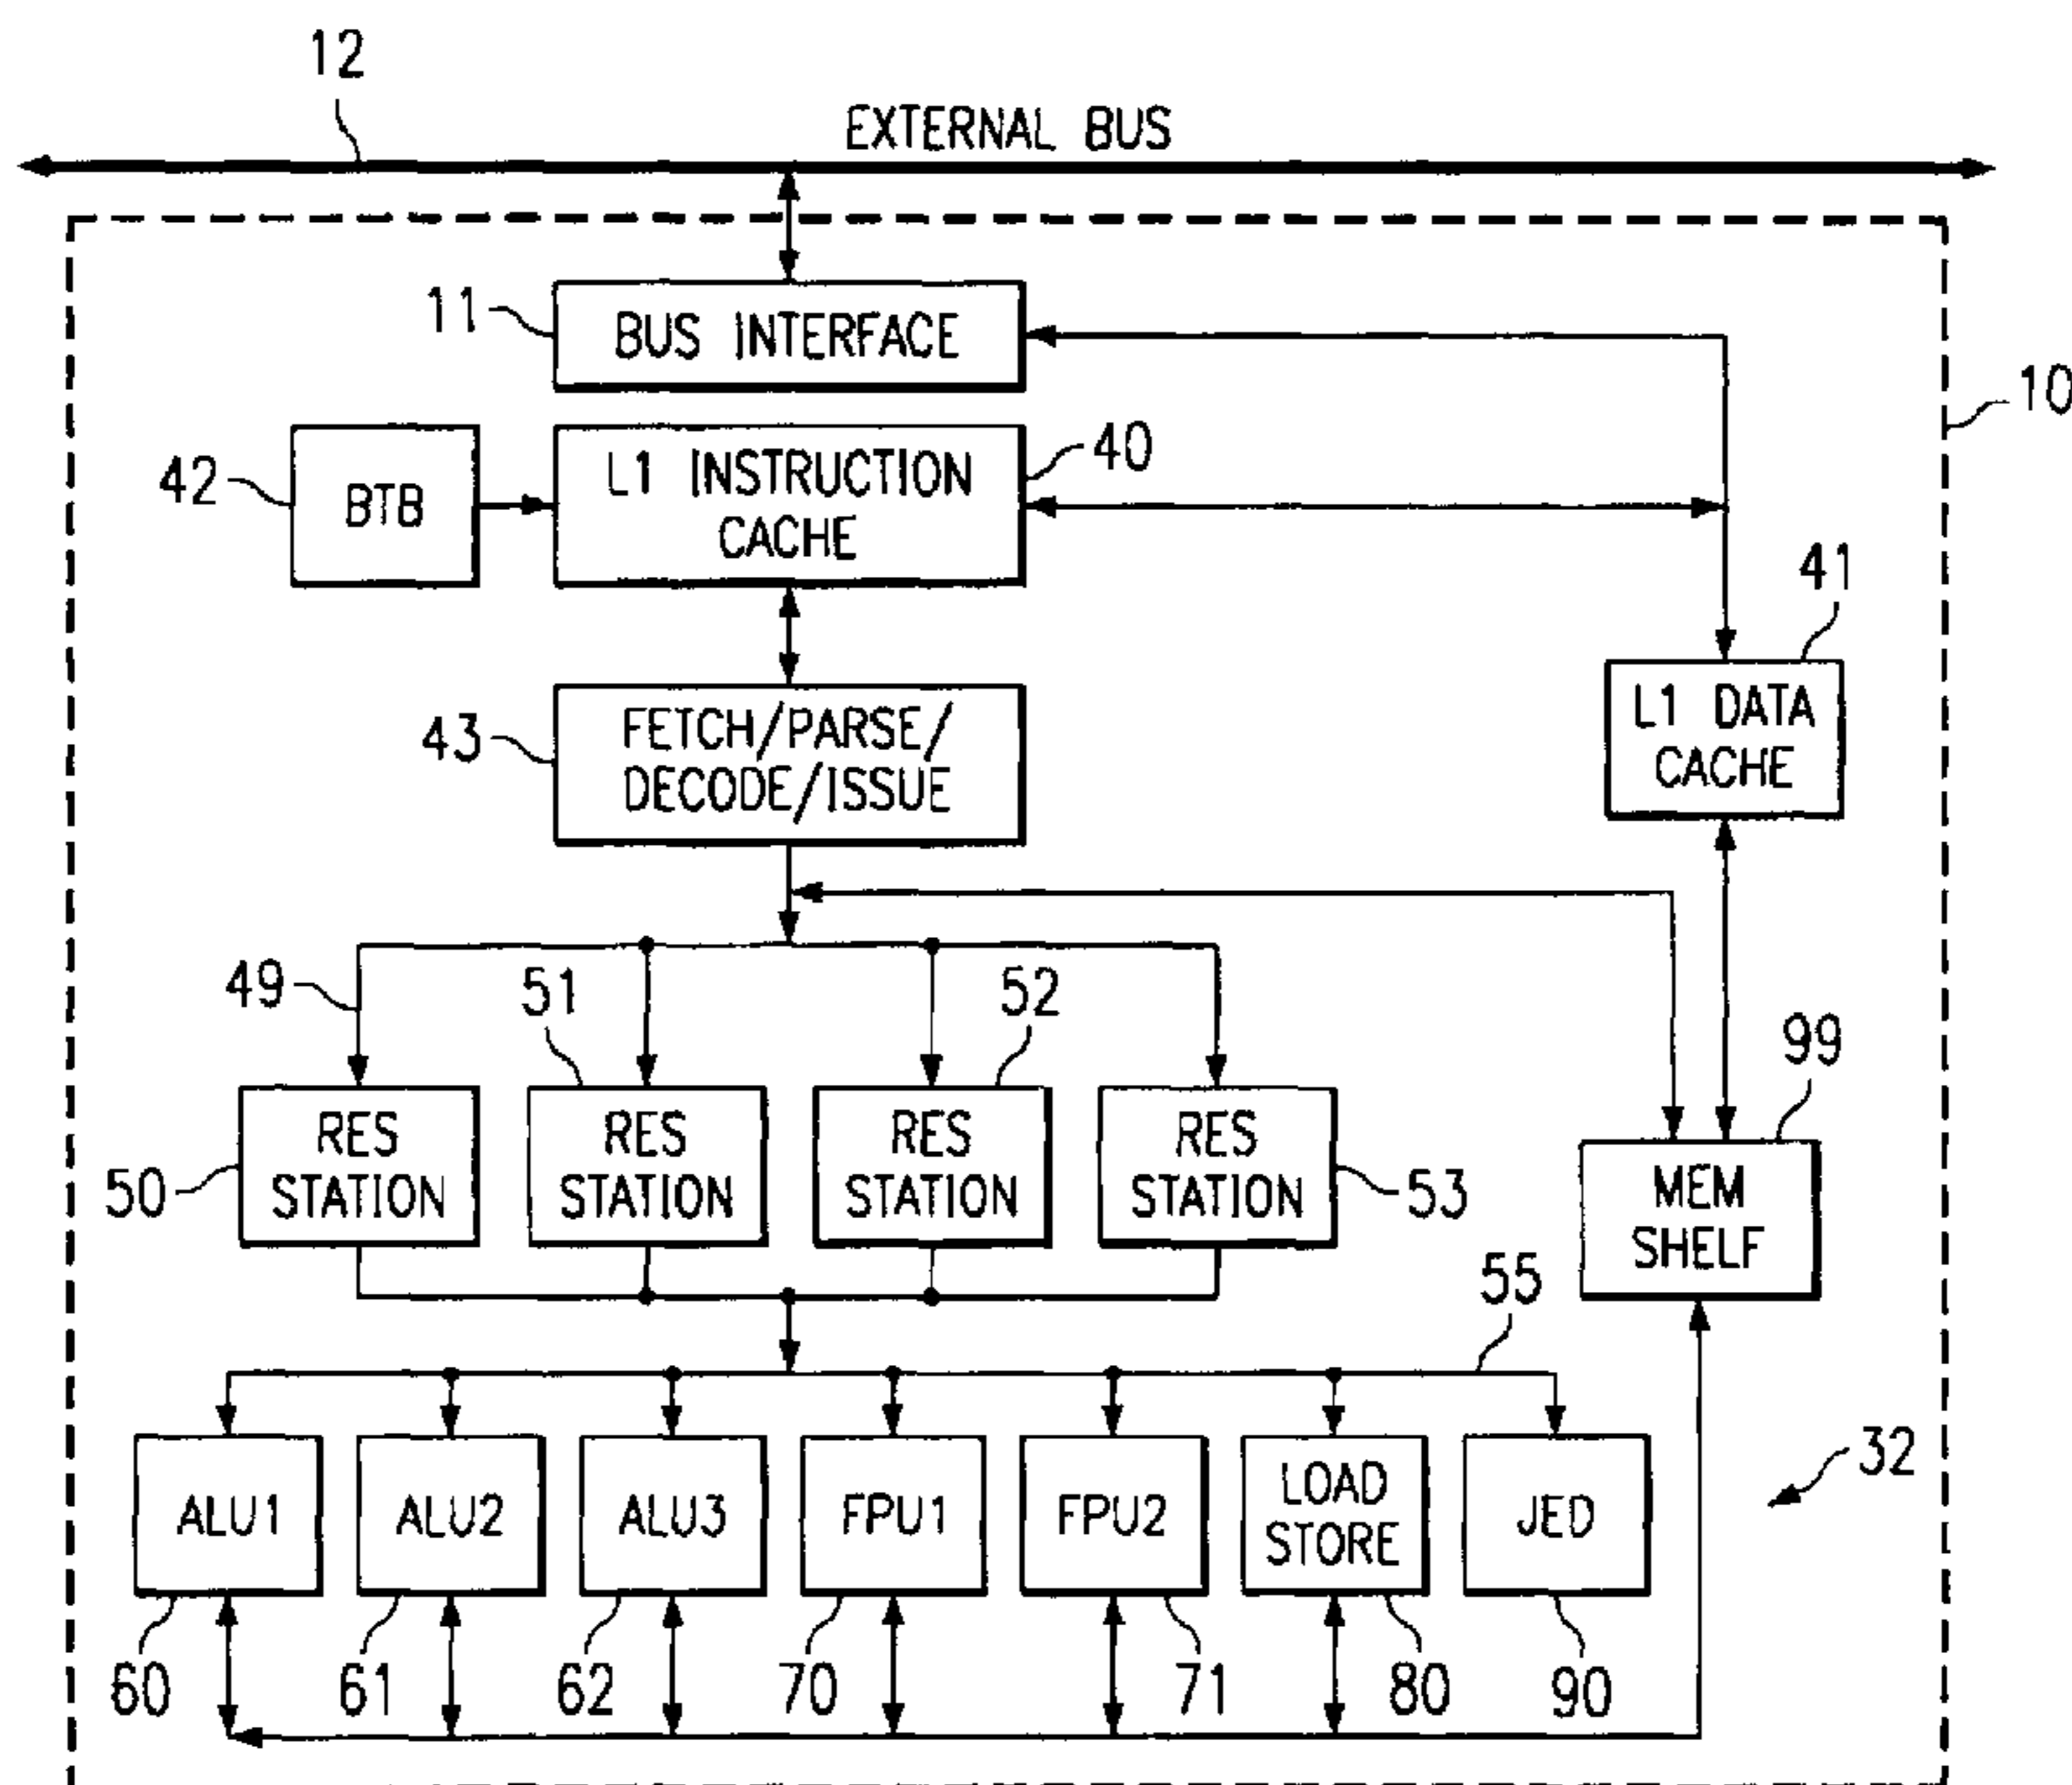 12
EXTERNAL BUS
11
BUS INTERFACE
10
42
BTB
L1 INSTRUCTION
CACHE
40
41
L1 DATA
CACHE
43
FETCH/PARSE/
DECODE/ISSUE
49
51
52
99
50
RES
STATION
RES
STATION
RES
STATION
RES
STATION
53
MEM
SHELF
55
32
ALU1
ALU2
ALU3
FPU1
FPU2
LOAD
STORE
JED
60
61
62
70
71
80
90